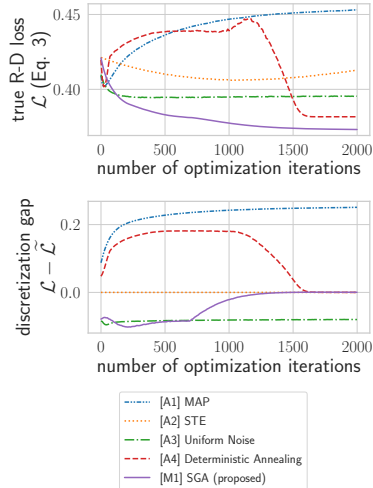 true R-D loss
ℒ (Eq. 3)
0.45
0.40
0
500
1000
1500
2000
number of optimization iterations
discretization gap
ℒ − ℒ̃
0.2
0.0
0
500
1000
1500
2000
number of optimization iterations
[A1] MAP
[A2] STE
[A3] Uniform Noise
[A4] Deterministic Annealing
[M1] SGA (proposed)